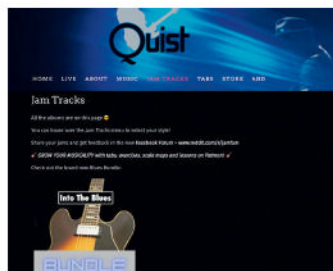 Quist
HOME LIVE ABOUT MUSIC JAM TRACKS TABS STORE AND
Jam Tracks
All the albums are on this page 😎
You can hover over the Jam Tracks menu to select your style!
Share your jams and get feedback in the new Facebook Forum – www.reddit.com/r/jamfan
🎸 GROW YOUR MUSICALITY with tabs, exercises, scale maps and lessons on Patreon! 🎸
Check out the brand new Blues Bundle:
Into The Blues
BUNDLE